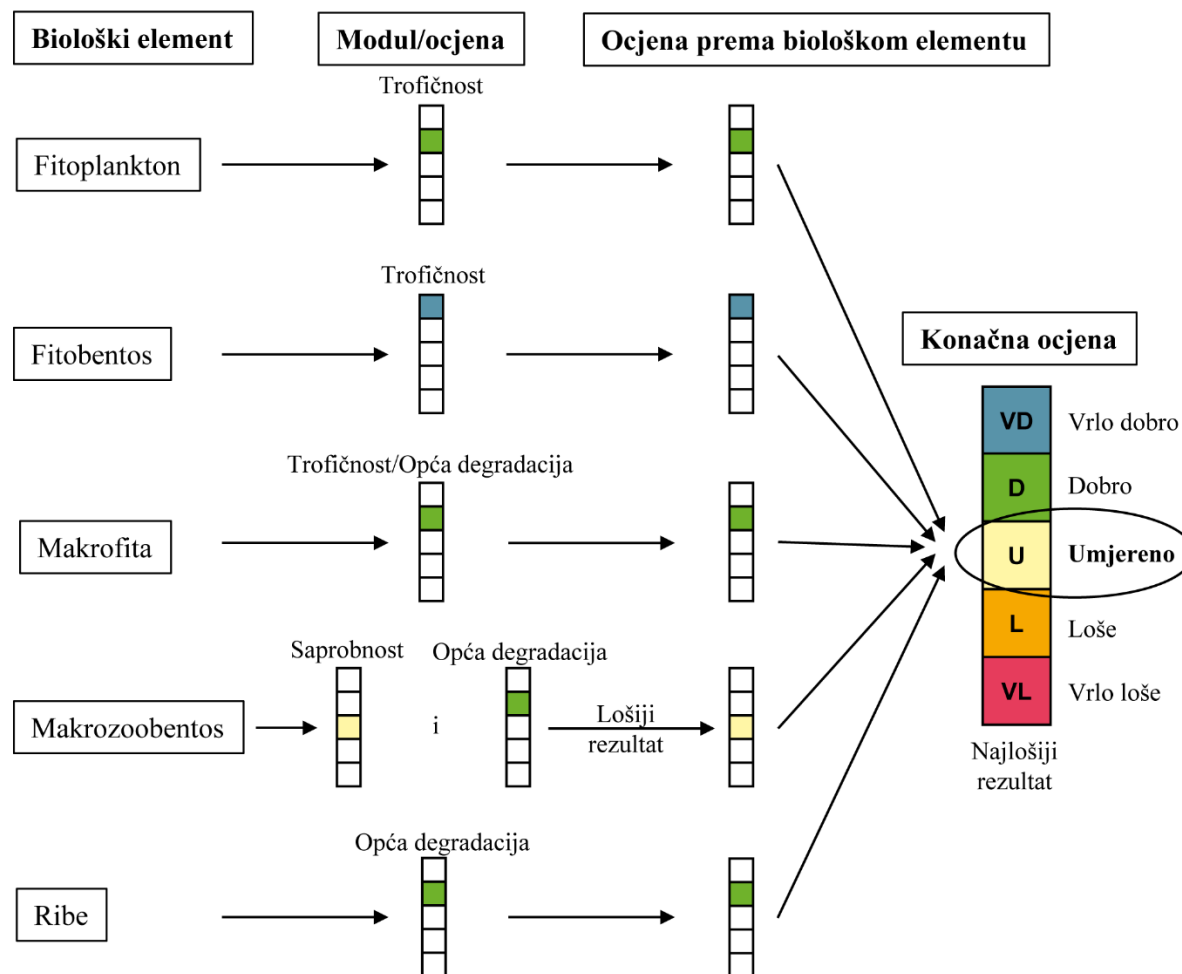 Biološki element
Modul/ocjena
Ocjena prema biološkom elementu
Trofičnost
Fitoplankton
Trofičnost
Fitobentos
Konačna ocjena
VD Vrlo dobro
D Dobro
Trofičnost/Opća degradacija
Makrofita
U Umjereno
L Loše
Saprobnost
Opća degradacija
VL Vrlo loše
Makrozoobentos
i
Lošiji
rezultat
Najlošiji
rezultat
Opća degradacija
Ribe